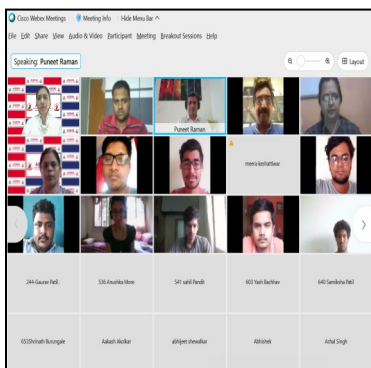 Cisco Webex Meetings Meeting Info Hide Menu Bar
File Edit Share View Audio & Video Participant Meeting Breakout Sessions Help
Speaking: Puneet Raman
Layout
Puneet Raman
meera keshattiwar
244-Gaurav Patil
536 Anushka More
541 sahil Pandit
603 Yash Bachhav
640 Samiksha Patil
653Shrinath Burungale
Aakash Akolkar
abhijeet shewalkar
Abhishek
Achal Singh